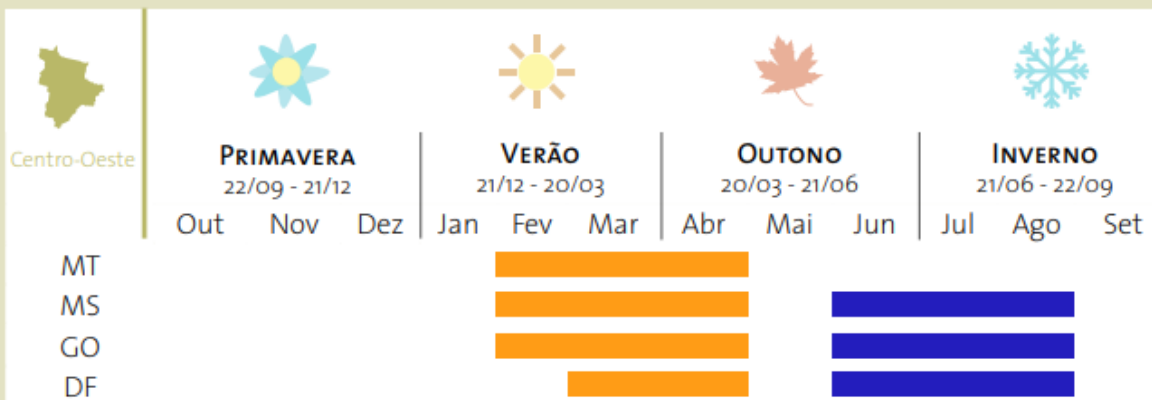 Centro-Oeste
PRIMAVERA VERÃO OUTONO INVERNO
22/09 - 21/12 21/12 - 20/03 20/03 - 21/06 21/06 - 22/09
Out Nov Dez Jan Fev Mar Abr Mai Jun Jul Ago Set
MT
MS
GO
DF